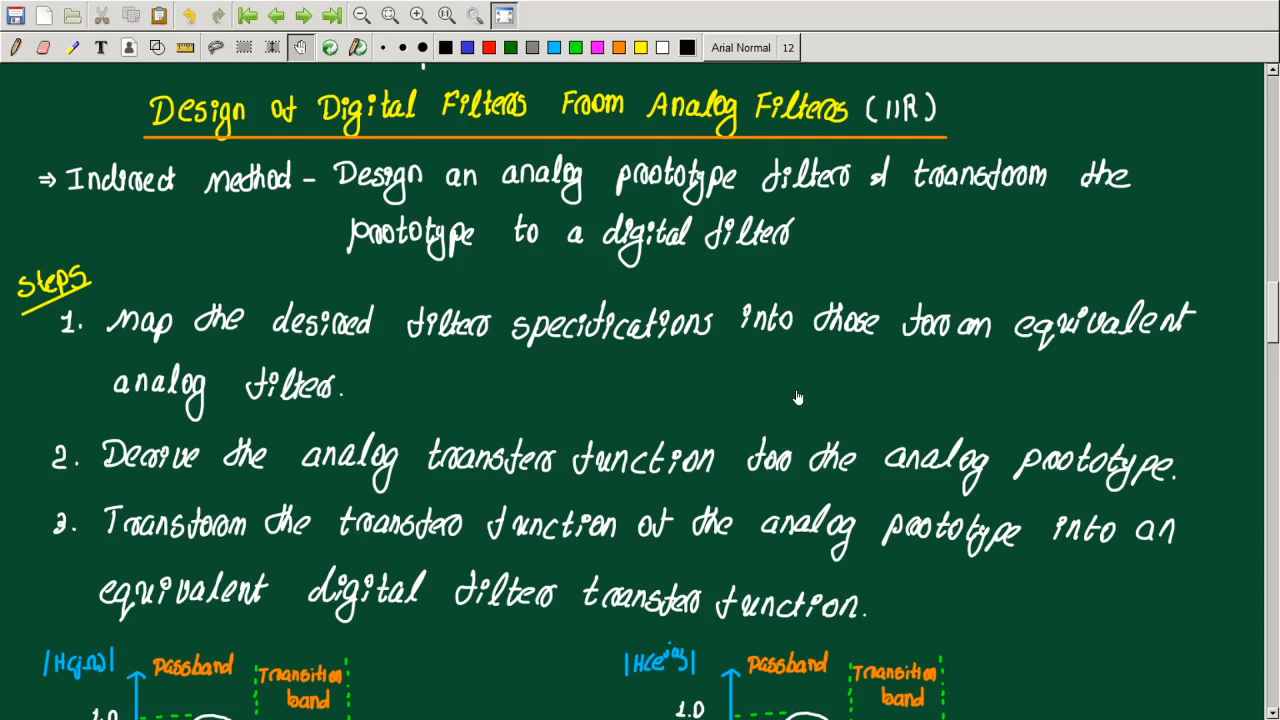 Arial Normal 12
Design of Digital Filters From Analog Filters (IIR)
⇒ Indirect method - Design an analog prototype filter & transform the
prototype to a digital filter
Steps
1. Map the desired filter specifications into those for an equivalent
analog filter.
2. Derive the analog transfer function for the analog prototype.
3. Transform the transfer function of the analog prototype into an
equivalent digital filter transfer function.
|H(jΩ)| Passband Transition band
1.0
|H(e^jω)| Passband Transition band
1.0